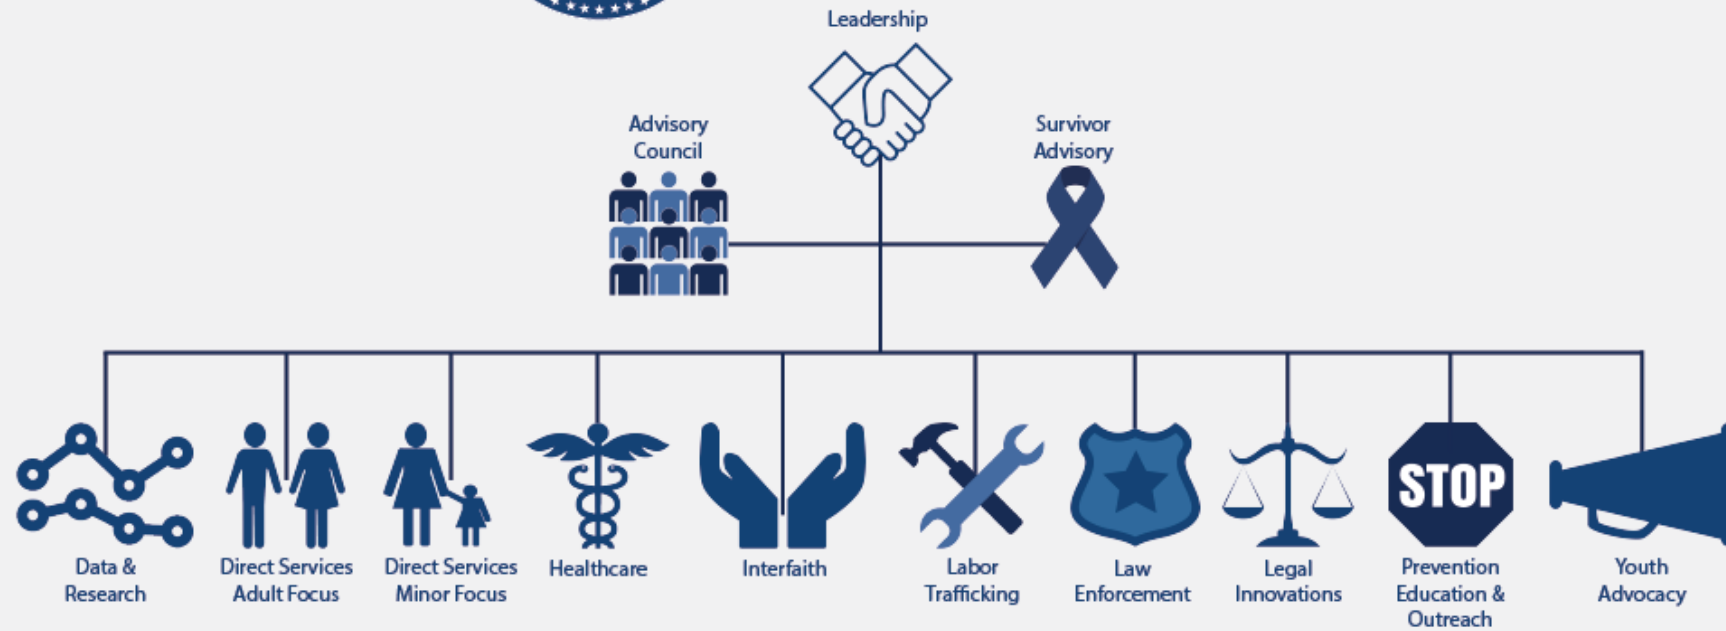 Leadership
Advisory
Council
Survivor
Advisory
Data &
Research
Direct Services
Adult Focus
Direct Services
Minor Focus
Healthcare
Interfaith
Labor
Trafficking
Law
Enforcement
Legal
Innovations
STOP
Prevention
Education &
Outreach
Youth
Advocacy